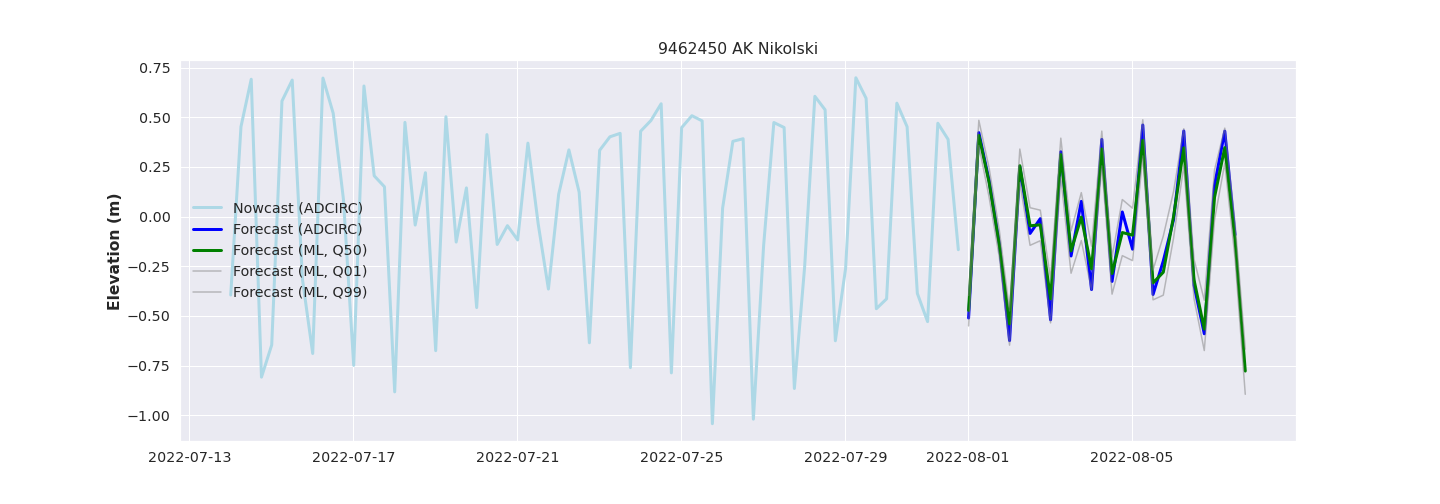 9462450 AK Nikolski
Elevation (m)
0.75
0.50
0.25
0.00
−0.25
−0.50
−0.75
−1.00
Nowcast (ADCIRC)
Forecast (ADCIRC)
Forecast (ML, Q50)
Forecast (ML, Q01)
Forecast (ML, Q99)
2022-07-13 2022-07-17 2022-07-21 2022-07-25 2022-07-29 2022-08-01 2022-08-05